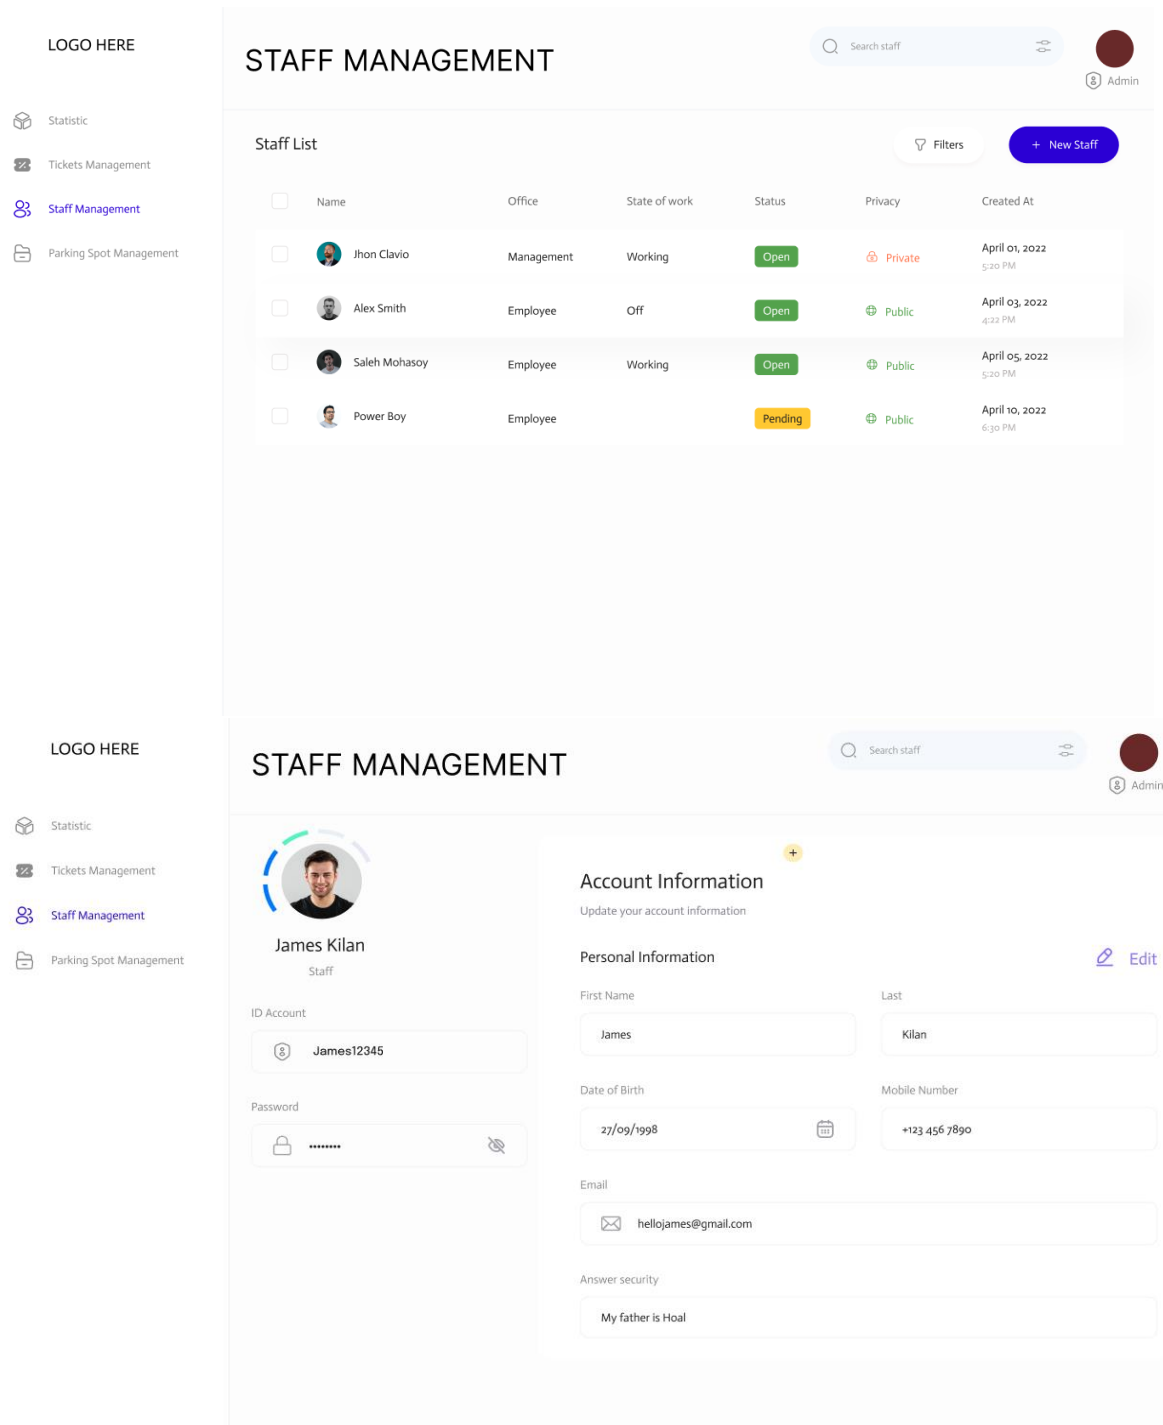 LOGO HERE
STAFF MANAGEMENT
Search staff
Admin
Statistic
Tickets Management
Staff Management
Parking Spot Management
Staff List
Filters
+ New Staff
Name Office State of work Status Privacy Created At
Jhon Clavio Management Working Open Private April 01, 2022
5:20 PM
Alex Smith Employee Off Open Public April 03, 2022
4:22 PM
Saleh Mohasoy Employee Working Open Public April 05, 2022
5:20 PM
Power Boy Employee Pending Public April 10, 2022
6:30 PM
LOGO HERE
STAFF MANAGEMENT
Search staff
Admin
Statistic
Tickets Management
Staff Management
Parking Spot Management
James Kilan
Staff
ID Account
James12345
Password
••••••••
+
Account Information
Update your account information
Personal Information
Edit
First Name Last
James Kilan
Date of Birth Mobile Number
27/09/1998 +123 456 7890
Email
hellojames@gmail.com
Answer security
My father is Hoal